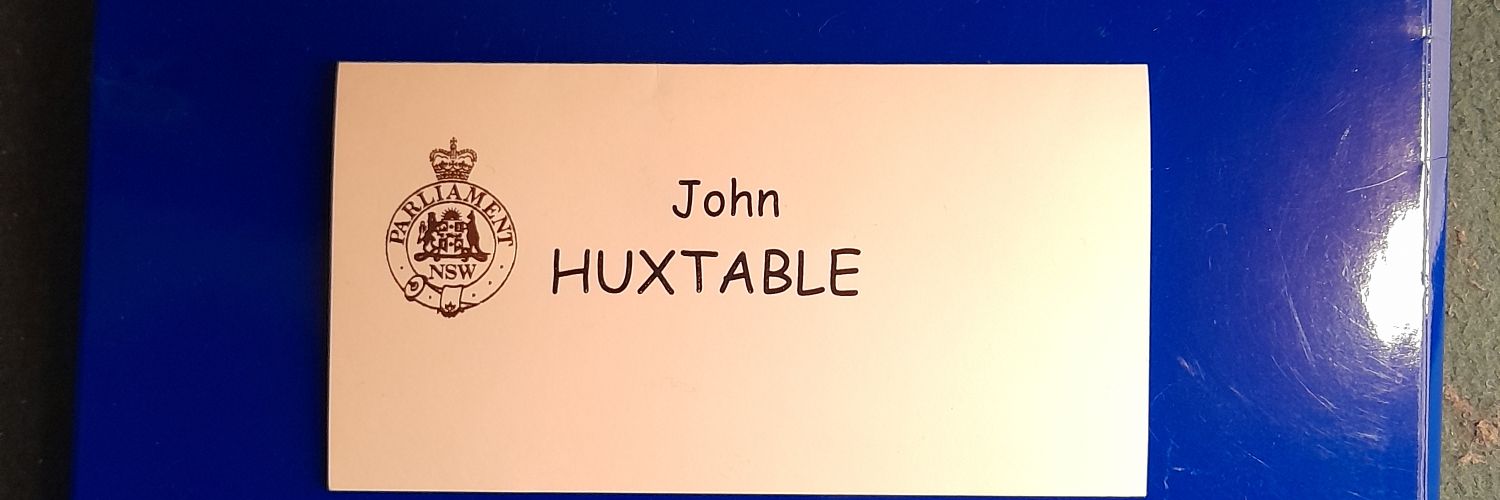 PARLIAMENT
NSW
John
HUXTABLE